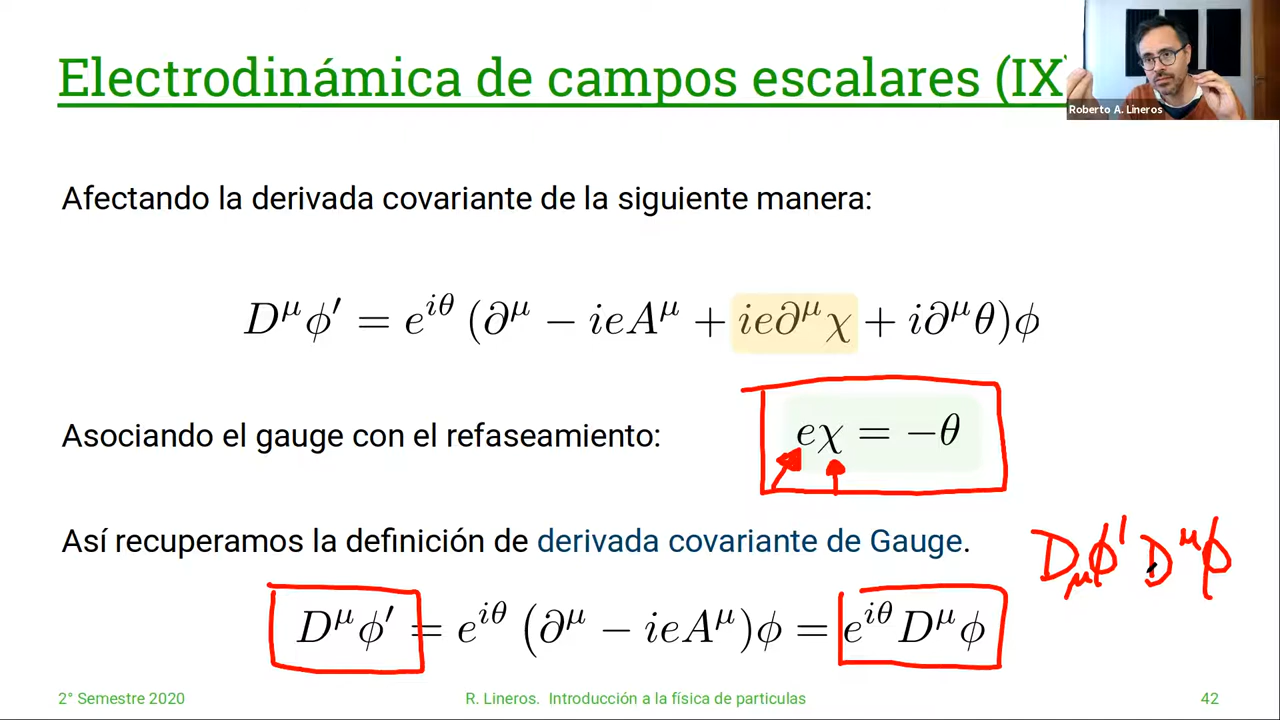 Electrodinámica de campos escalares (IX)
Roberto A. Lineros
Afectando la derivada covariante de la siguiente manera:
D^μ ϕ′ = e^{iθ} (∂^μ − ieA^μ + ie∂^μ χ + i∂^μ θ)ϕ
Asociando el gauge con el refaseamiento:
eχ = −θ
Así recuperamos la definición de derivada covariante de Gauge.
D_μ ϕ′ D^μ ϕ
D^μ ϕ′ = e^{iθ} (∂^μ − ieA^μ)ϕ = e^{iθ} D^μ ϕ
2° Semestre 2020
R. Lineros. Introducción a la física de particulas
42